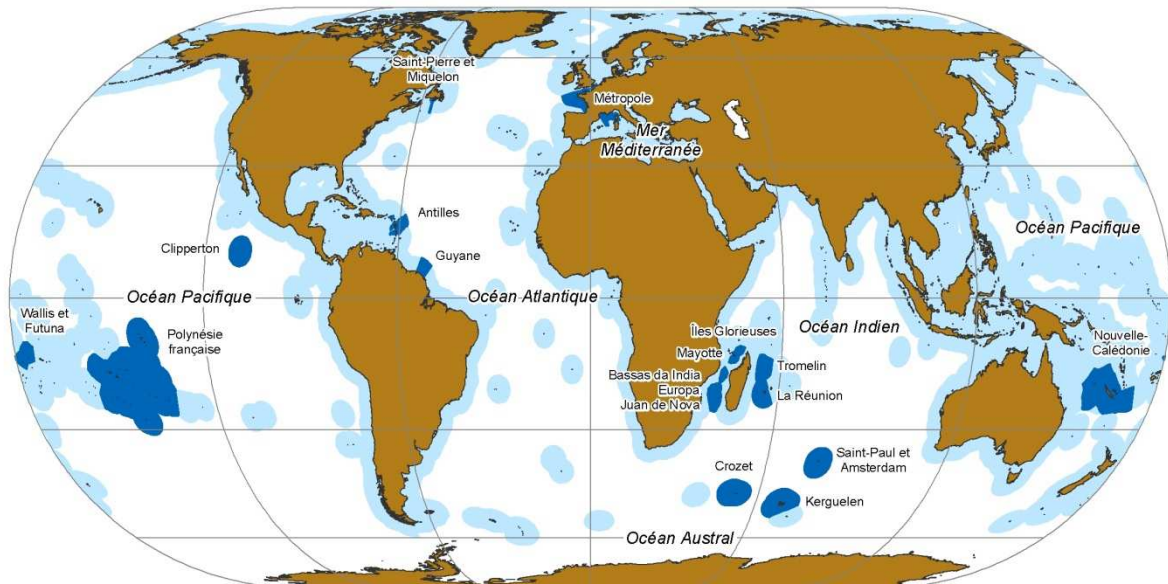 Saint-Pierre et
Miquelon
Métropole
Mer
Méditerranée
Antilles
Océan Pacifique
Clipperton
Guyane
Océan Pacifique
Océan Atlantique
Wallis et
Futuna
Polynésie
française
Îles Glorieuses
Océan Indien
Nouvelle-
Calédonie
Mayotte
Bassas da India
Europa
Juan de Nova
Tromelin
La Réunion
Crozet
Saint-Paul et
Amsterdam
Kerguelen
Océan Austral